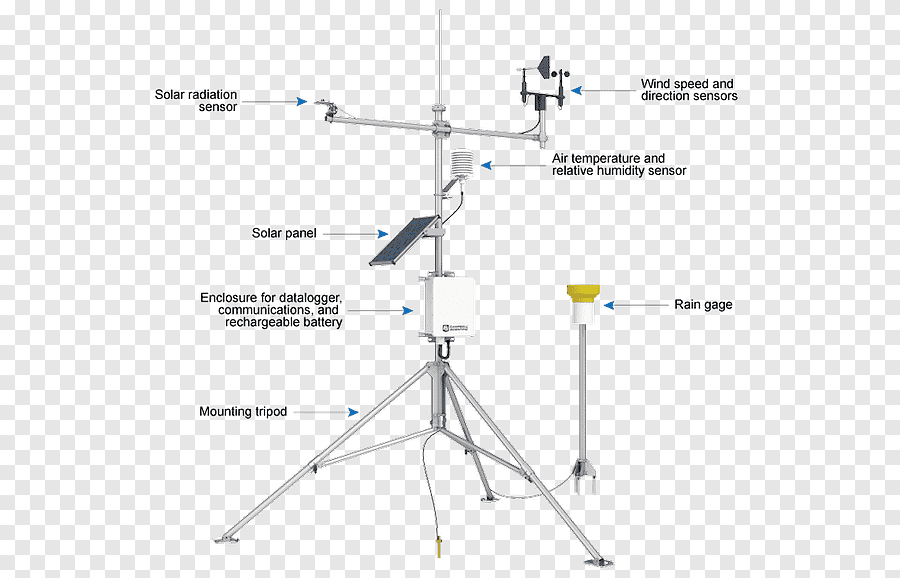 Solar radiation
sensor
Wind speed and
direction sensors
Air temperature and
relative humidity sensor
Solar panel
Enclosure for datalogger,
communications, and
rechargeable battery
Rain gage
Mounting tripod